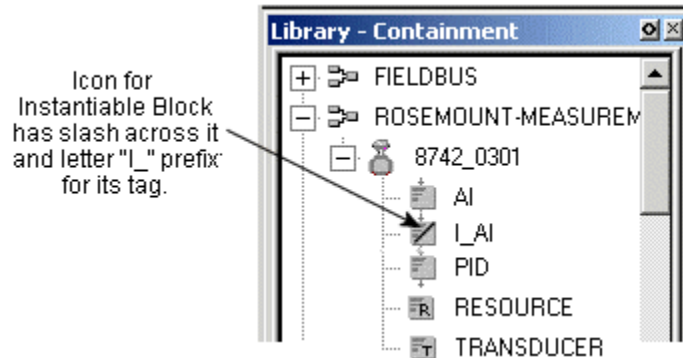 Library - Containment
Icon for
Instantiable Block
has slash across it
and letter "I_" prefix
for its tag.
FIELDBUS
ROSEMOUNT-MEASUREM
8742_0301
AI
I_AI
PID
R RESOURCE
T TRANSDUCER